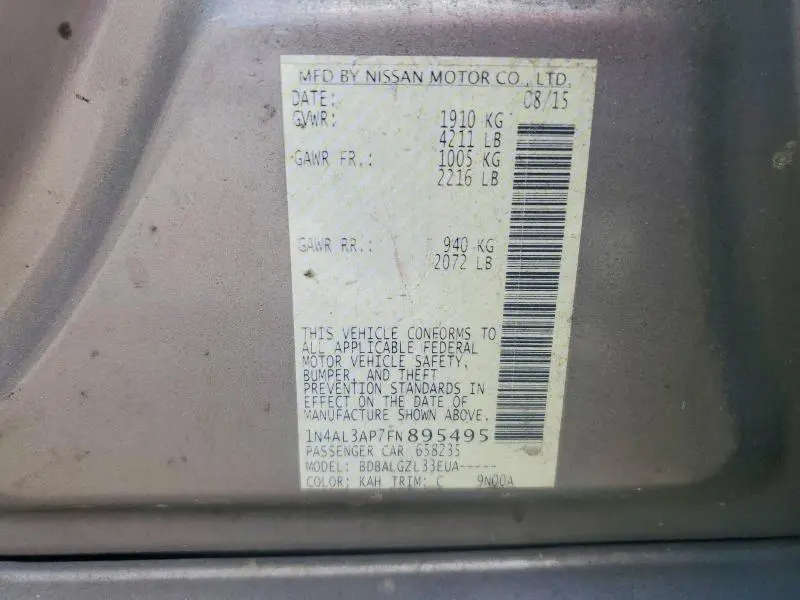 MFD BY NISSAN MOTOR CO., LTD.
DATE: 08/15
GVWR: 1910 KG
4211 LB
GAWR FR.: 1005 KG
2216 LB
GAWR RR.: 940 KG
2072 LB
THIS VEHICLE CONFORMS TO
ALL APPLICABLE FEDERAL
MOTOR VEHICLE SAFETY,
BUMPER, AND THEFT
PREVENTION STANDARDS IN
EFFECT ON THE DATE OF
MANUFACTURE SHOWN ABOVE.
1N4AL3AP7FN895495
PASSENGER CAR 658235
MODEL: BDBALGZL33EUA-----
COLOR: KAH TRIM: C 9N00A